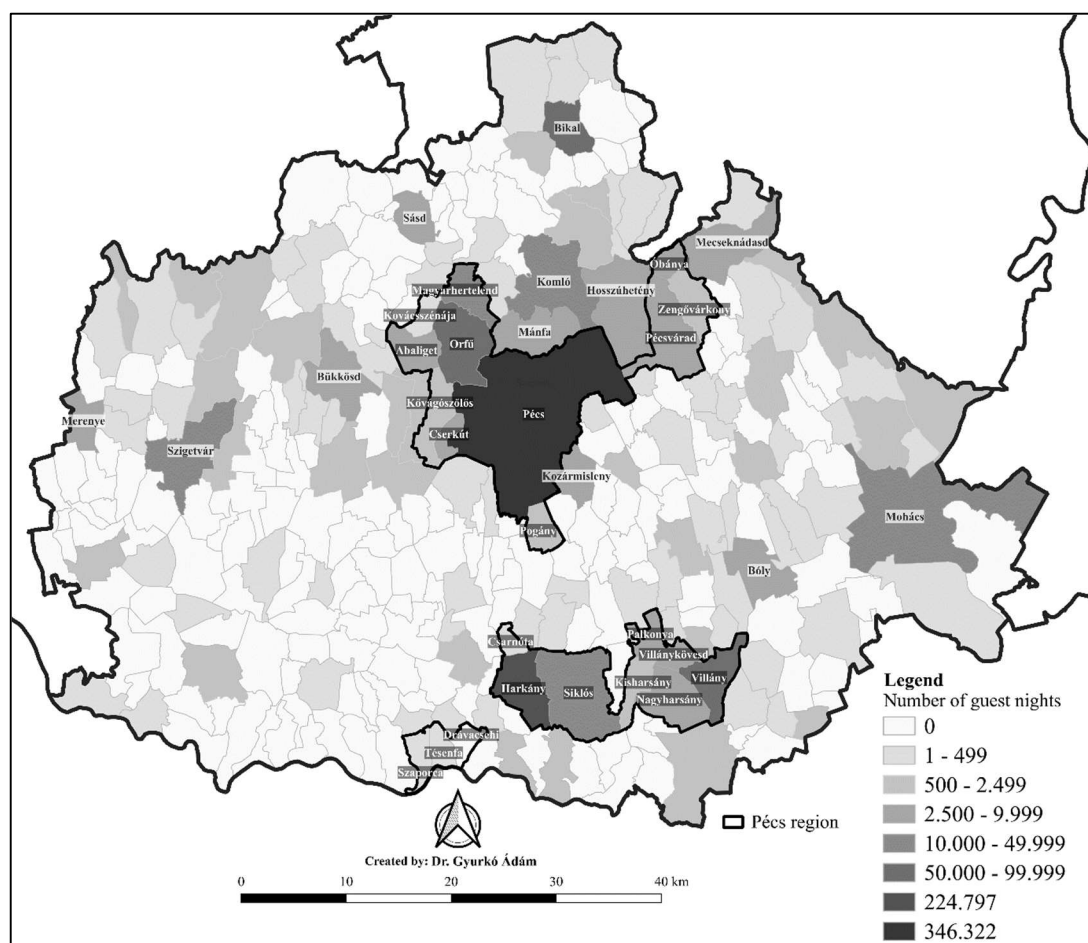 Bikal
Sásd
Mecseknádasd
Óbánya
Komló
Hosszúhetény
Magyarhertelend
Zengővárkony
Kovácsszénája
Mánfa
Orfű
Pécsvárad
Abaliget
Bükkösd
Kővágószőlős
Pécs
Merenye
Cserkút
Szigetvár
Kozármisleny
Mohács
Pogány
Bóly
Palkonya
Csarnóta
Villánykövesd
Villány
Kisharsány
Harkány
Siklós
Nagyharsány
Drávacsehi
Tésenfa
Szaporca
Legend
Number of guest nights
0
1 - 499
500 - 2.499
2.500 - 9.999
10.000 - 49.999
50.000 - 99.999
224.797
346.322
Pécs region
Created by: Dr. Gyurkó Ádám
0 10 20 30 40 km